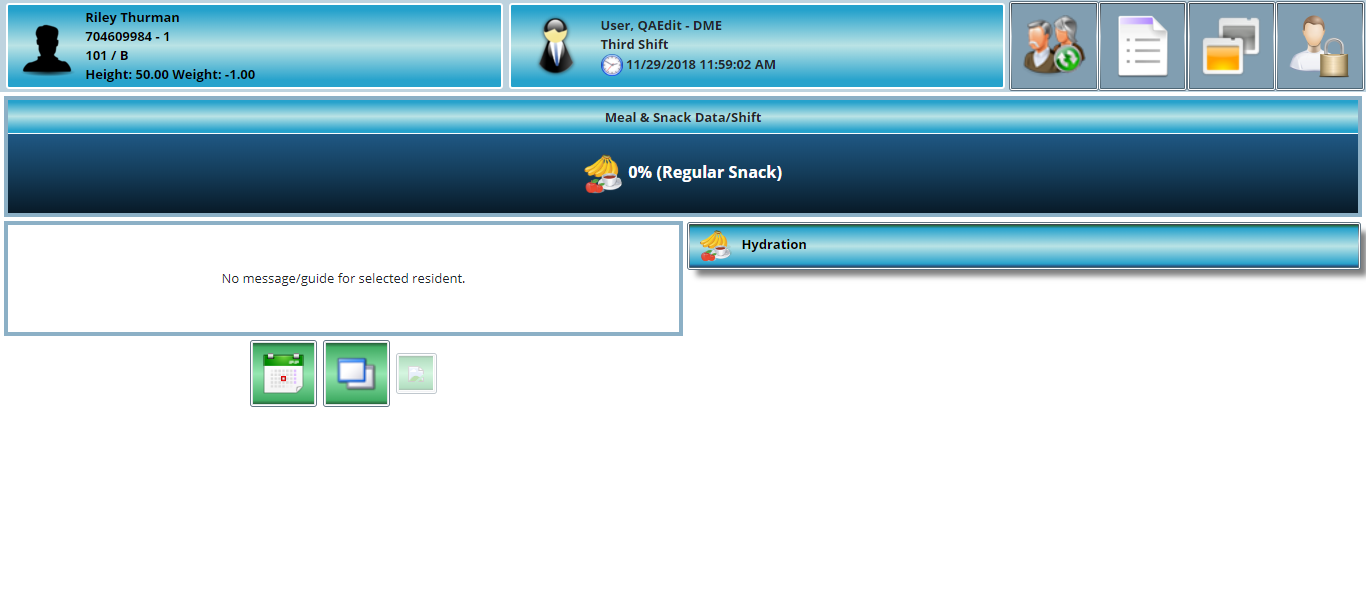 Riley Thurman
704609984 - 1
101 / B
Height: 50.00 Weight: -1.00
User, QAEdit - DME
Third Shift
11/29/2018 11:59:02 AM
Meal & Snack Data/Shift
0% (Regular Snack)
No message/guide for selected resident.
Hydration